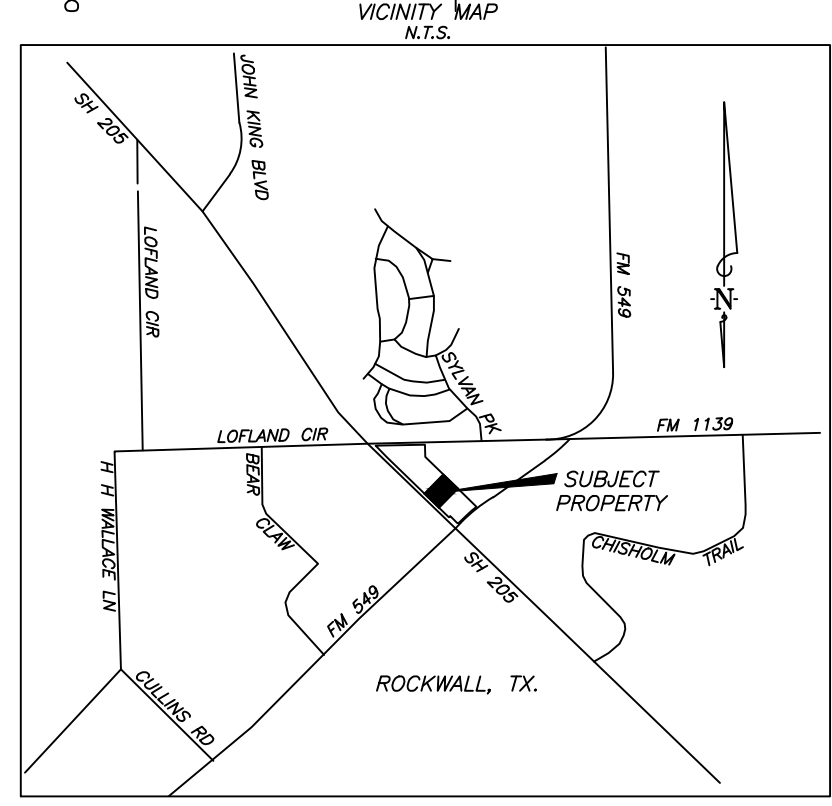 VICINITY MAP
N.T.S.
SH 205
JOHN KING BLVD
LOFLAND CIR
FM 549
-N-
SYLVAN PK
FM 1139
LOFLAND CIR
BEAR
CLAW
H H WALLACE LN
SUBJECT
PROPERTY
CHISHOLM
TRAIL
SH 205
FM 549
ROCKWALL, TX.
CULLINS RD